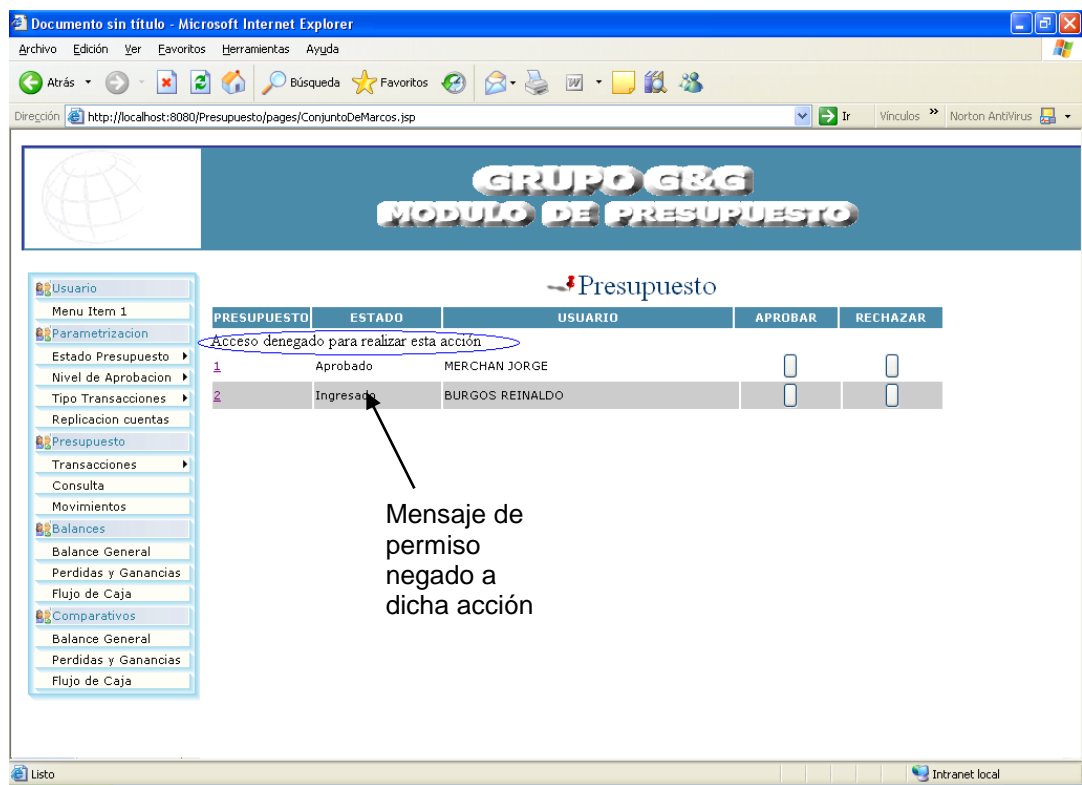 Documento sin título - Microsoft Internet Explorer
Archivo Edición Ver Favoritos Herramientas Ayuda
Atrás Búsqueda Favoritos
Dirección http://localhost:8080/Presupuesto/pages/ConjuntoDeMarcos.jsp Ir Vínculos » Norton AntiVirus
GRUPO G&G
MODULO DE PRESUPUESTO
Usuario
Menu Item 1
Parametrizacion
Estado Presupuesto
Nivel de Aprobacion
Tipo Transacciones
Replicacion cuentas
Presupuesto
Transacciones
Consulta
Movimientos
Balances
Balance General
Perdidas y Ganancias
Flujo de Caja
Comparativos
Balance General
Perdidas y Ganancias
Flujo de Caja
Presupuesto
PRESUPUESTO ESTADO USUARIO APROBAR RECHAZAR
Acceso denegado para realizar esta acción
1 Aprobado MERCHAN JORGE
2 Ingresado BURGOS REINALDO
Mensaje de
permiso
negado a
dicha acción
Listo Intranet local